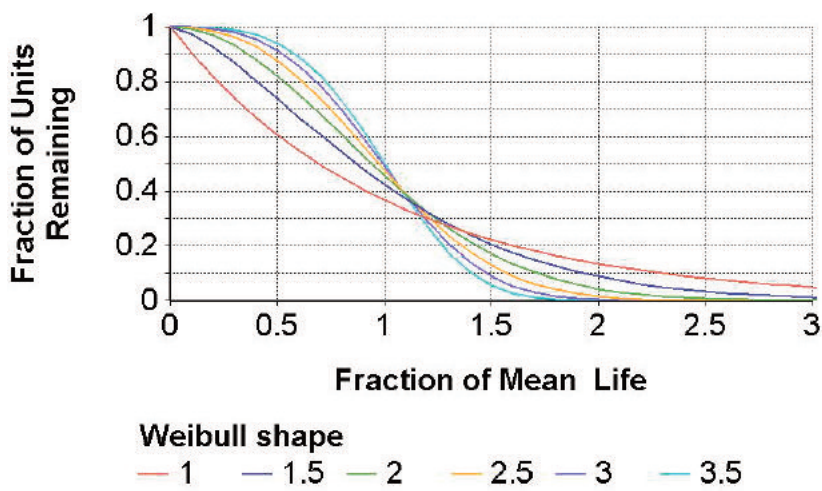 Fraction of Units
Remaining
1
0.8
0.6
0.4
0.2
0
0 0.5 1 1.5 2 2.5 3
Fraction of Mean Life
Weibull shape
1 1.5 2 2.5 3 3.5